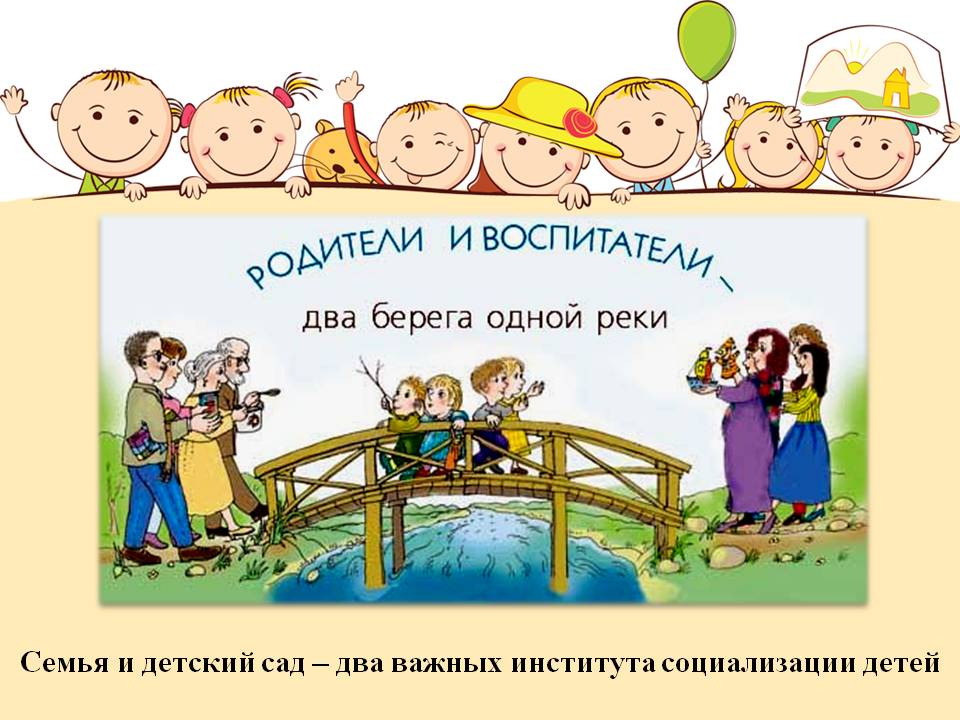 РОДИТЕЛИ И ВОСПИТАТЕЛИ –
два берега одной реки
Семья и детский сад – два важных института социализации детей